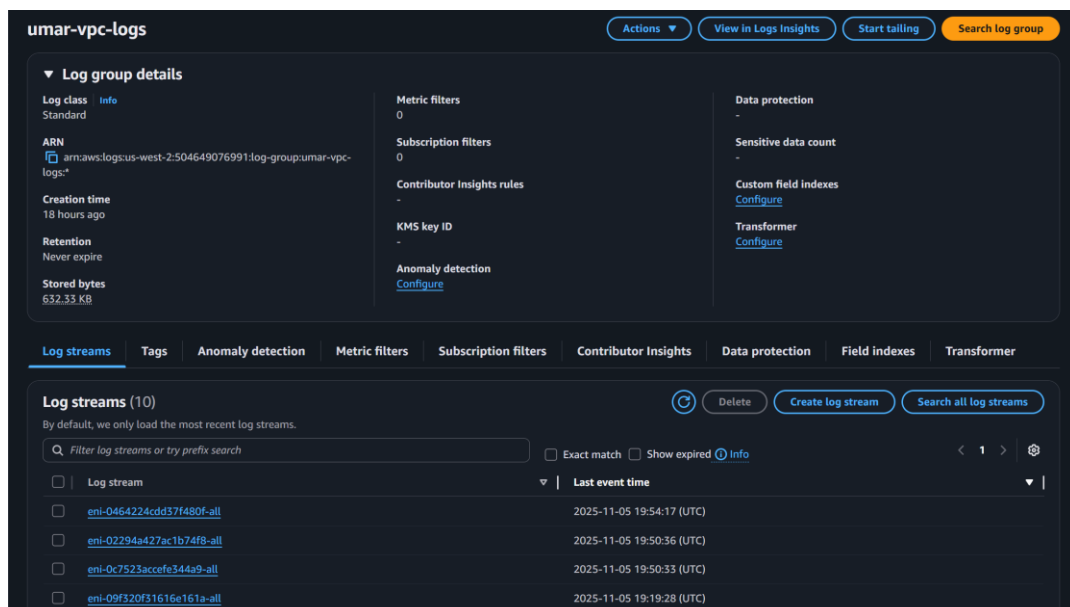 umar-vpc-logs
Actions
View in Logs Insights
Start tailing
Search log group
Log group details
Log class
Info
Standard
ARN
arn:aws:logs:us-west-2:504649076991:log-group:umar-vpc-
logs:*
Creation time
18 hours ago
Retention
Never expire
Stored bytes
632.33 KB
Metric filters
0
Subscription filters
0
Contributor Insights rules
-
KMS key ID
-
Anomaly detection
Configure
Data protection
-
Sensitive data count
-
Custom field indexes
Configure
Transformer
Configure
Log streams
Tags
Anomaly detection
Metric filters
Subscription filters
Contributor Insights
Data protection
Field indexes
Transformer
Log streams (10)
Delete
Create log stream
Search all log streams
By default, we only load the most recent log streams.
Filter log streams or try prefix search
Exact match
Show expired
Info
1
Log stream
Last event time
eni-0464224cdd37f480f-all
2025-11-05 19:54:17 (UTC)
eni-02294a427ac1b74f8-all
2025-11-05 19:50:36 (UTC)
eni-0c7523accefe344a9-all
2025-11-05 19:50:33 (UTC)
eni-09f320f31616e161a-all
2025-11-05 19:19:28 (UTC)